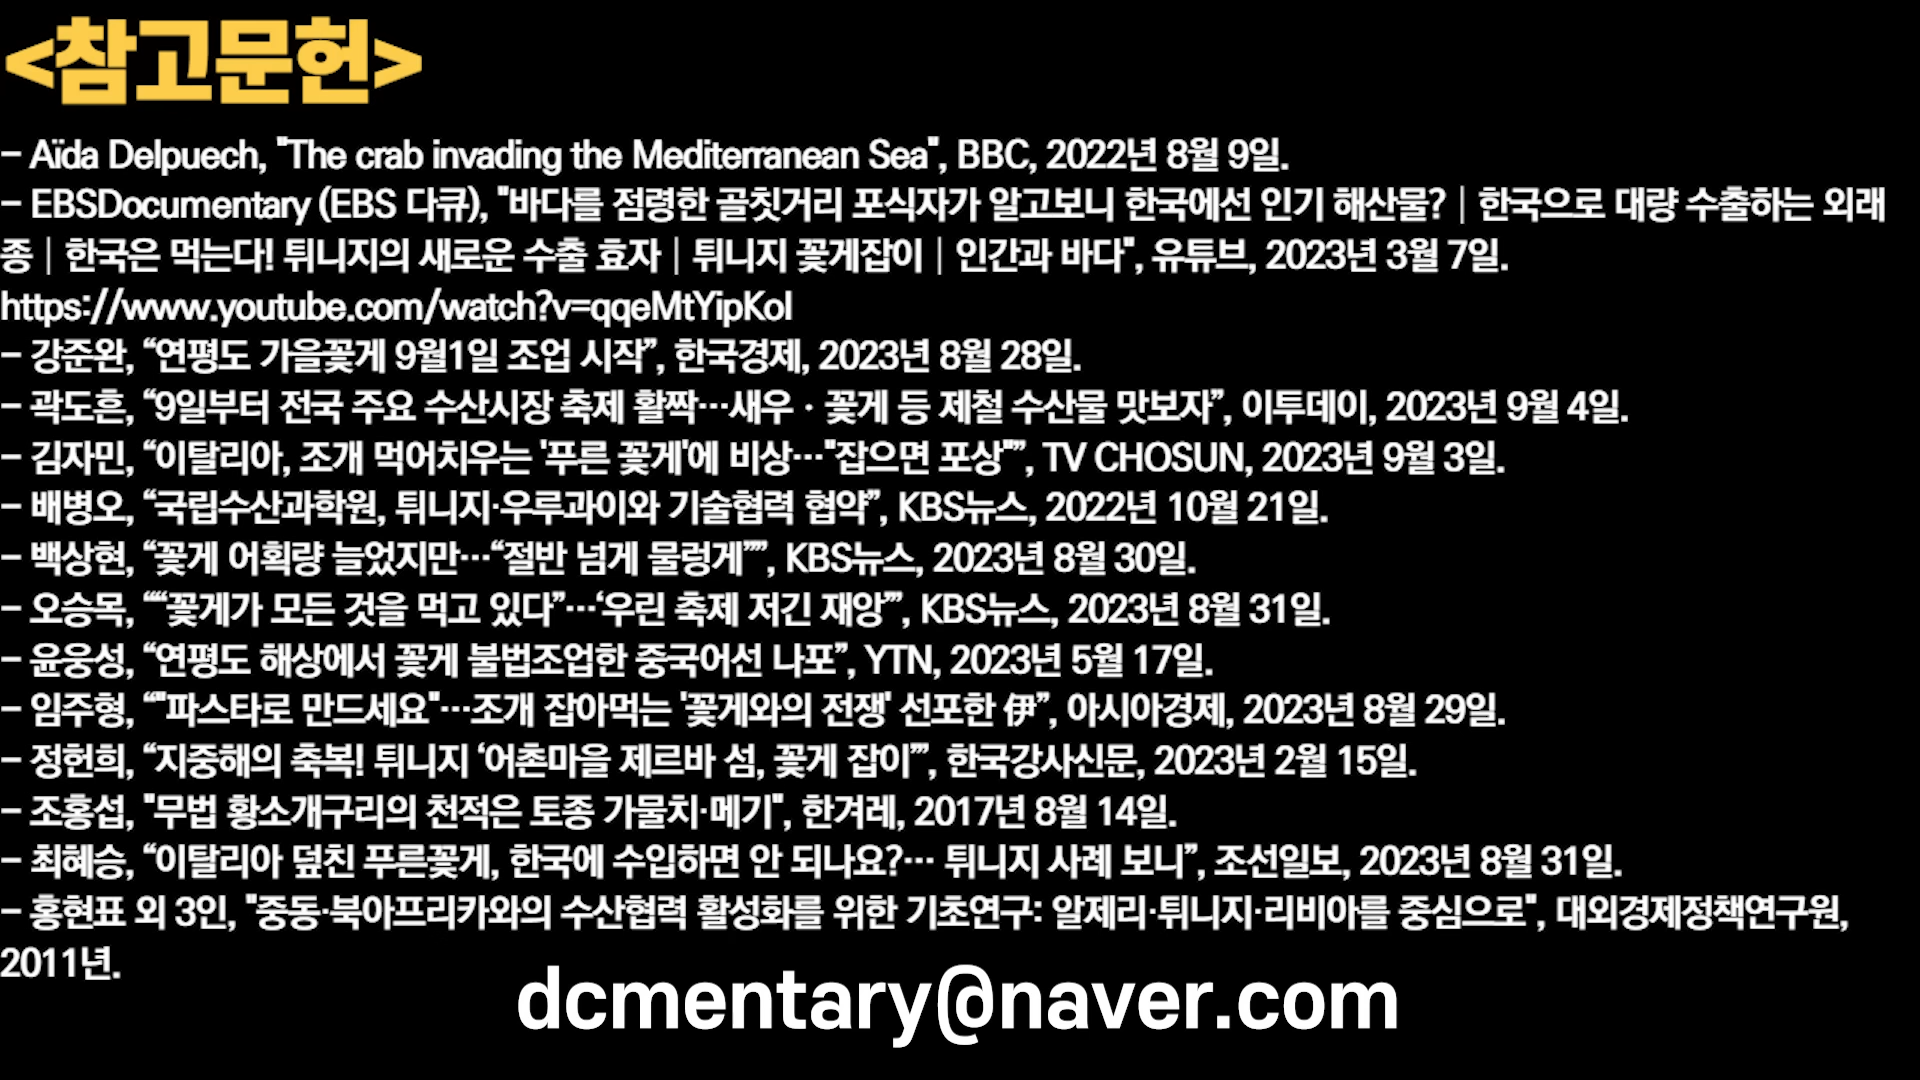 <참고문헌>
- Aïda Delpuech, "The crab invading the Mediterranean Sea", BBC, 2022년 8월 9일.
- EBSDocumentary (EBS 다큐), "바다를 점령한 골칫거리 포식자가 알고보니 한국에선 인기 해산물?│한국으로 대량 수출하는 외래
종│한국은 먹는다! 튀니지의 새로운 수출 효자│튀니지 꽃게잡이│인간과 바다", 유튜브, 2023년 3월 7일.
https://www.youtube.com/watch?v=qqeMtYipKoI
- 강준완, “연평도 가을꽃게 9월1일 조업 시작”, 한국경제, 2023년 8월 28일.
- 곽도흔, “9일부터 전국 주요 수산시장 축제 활짝…새우‧꽃게 등 제철 수산물 맛보자”, 이투데이, 2023년 9월 4일.
- 김자민, “이탈리아, 조개 먹어치우는 '푸른 꽃게'에 비상…"잡으면 포상"”, TV CHOSUN, 2023년 9월 3일.
- 배병오, “국립수산과학원, 튀니지·우루과이와 기술협력 협약”, KBS뉴스, 2022년 10월 21일.
- 백상현, “꽃게 어획량 늘었지만…“절반 넘게 물렁게””, KBS뉴스, 2023년 8월 30일.
- 오승목, ““꽃게가 모든 것을 먹고 있다”…‘우린 축제 저긴 재앙’”, KBS뉴스, 2023년 8월 31일.
- 윤웅성, “연평도 해상에서 꽃게 불법조업한 중국어선 나포”, YTN, 2023년 5월 17일.
- 임주형, “"파스타로 만드세요"…조개 잡아먹는 '꽃게와의 전쟁' 선포한 伊”, 아시아경제, 2023년 8월 29일.
- 정헌희, “지중해의 축복! 튀니지 ‘어촌마을 제르바 섬, 꽃게 잡이’”, 한국강사신문, 2023년 2월 15일.
- 조홍섭, "무법 황소개구리의 천적은 토종 가물치·메기", 한겨레, 2017년 8월 14일.
- 최혜승, “이탈리아 덮친 푸른꽃게, 한국에 수입하면 안 되나요?… 튀니지 사례 보니”, 조선일보, 2023년 8월 31일.
- 홍현표 외 3인, "중동·북아프리카와의 수산협력 활성화를 위한 기초연구: 알제리·튀니지·리비아를 중심으로", 대외경제정책연구원,
2011년.
dcmentary@naver.com